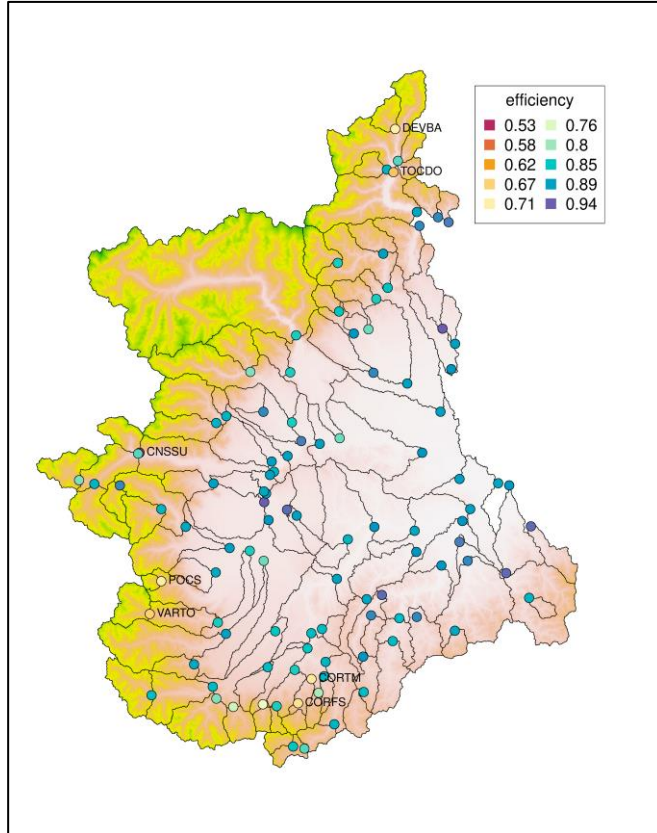 efficiency
0.53 0.76
0.58 0.8
0.62 0.85
0.67 0.89
0.71 0.94
DEVBA
TOCDO
CNSSU
POCS
VARTO
CORTM
CORFS